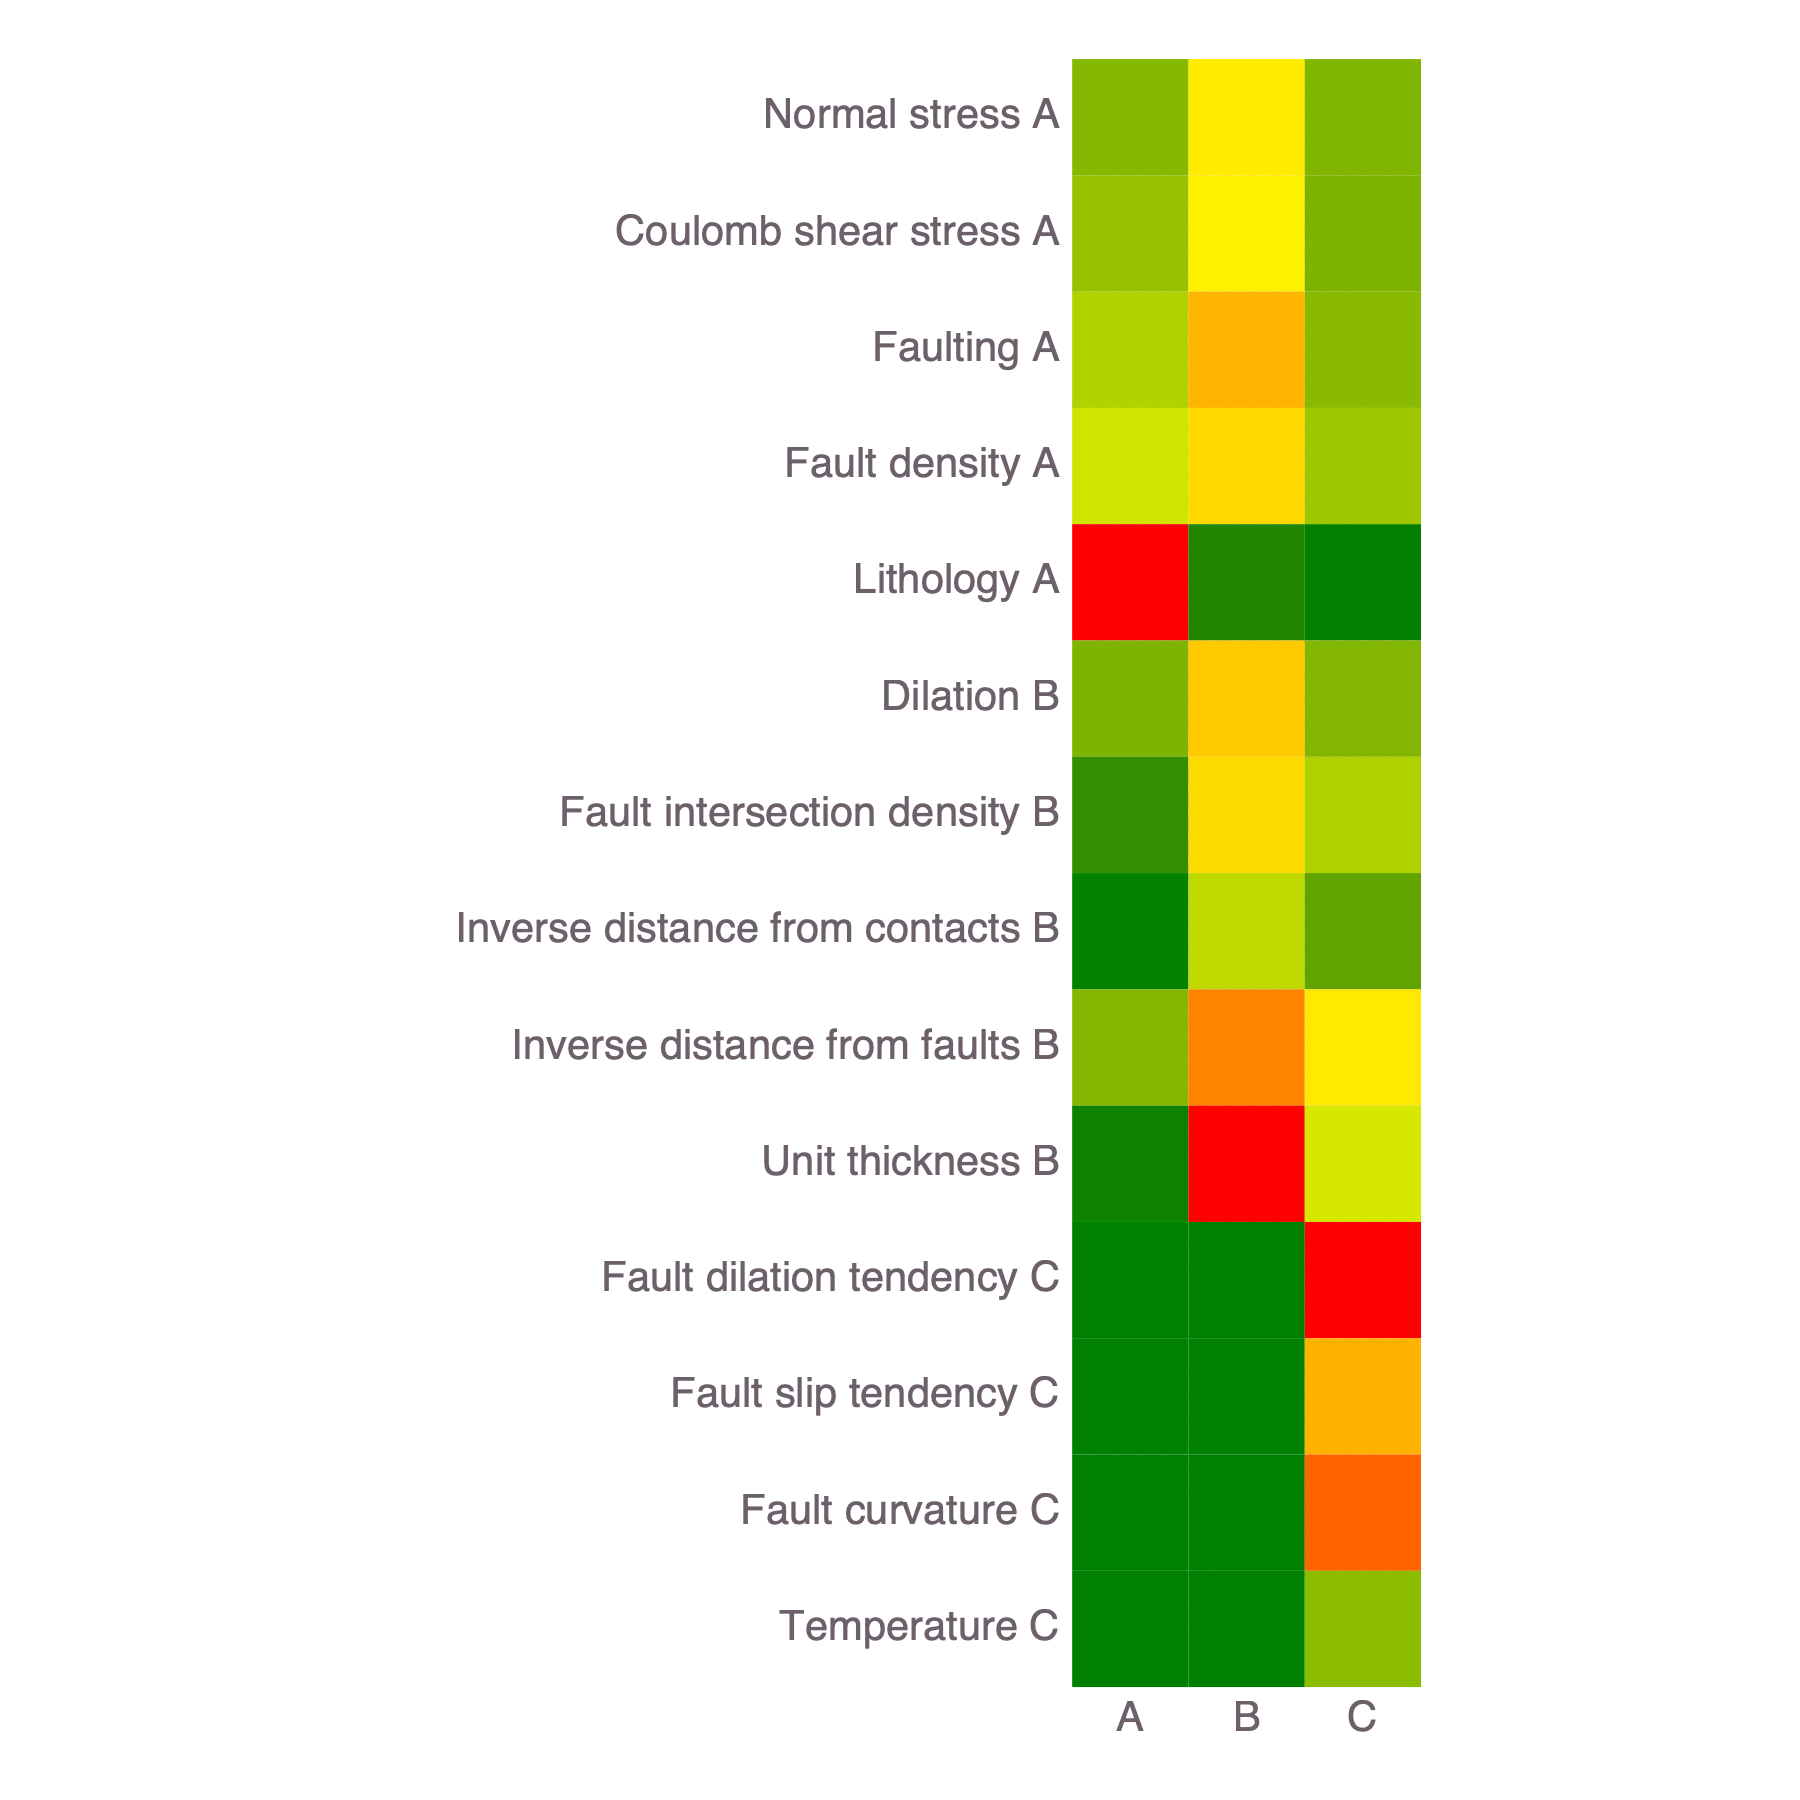 Normal stress A
Coulomb shear stress A
Faulting A
Fault density A
Lithology A
Dilation B
Fault intersection density B
Inverse distance from contacts B
Inverse distance from faults B
Unit thickness B
Fault dilation tendency C
Fault slip tendency C
Fault curvature C
Temperature C
A B C